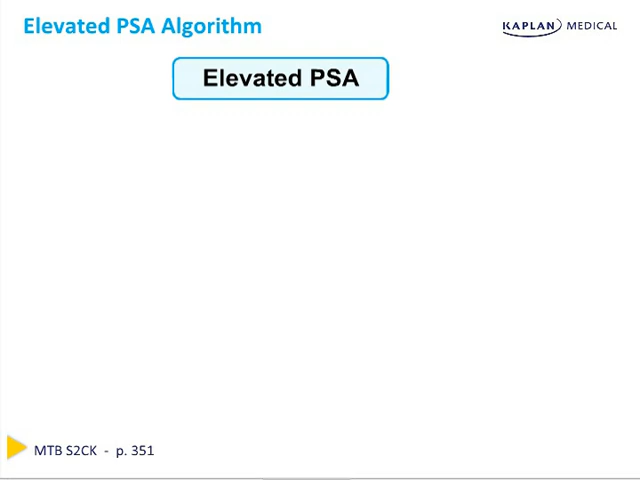 Elevated PSA Algorithm
KAPLAN MEDICAL
Elevated PSA
MTB S2CK - p. 351